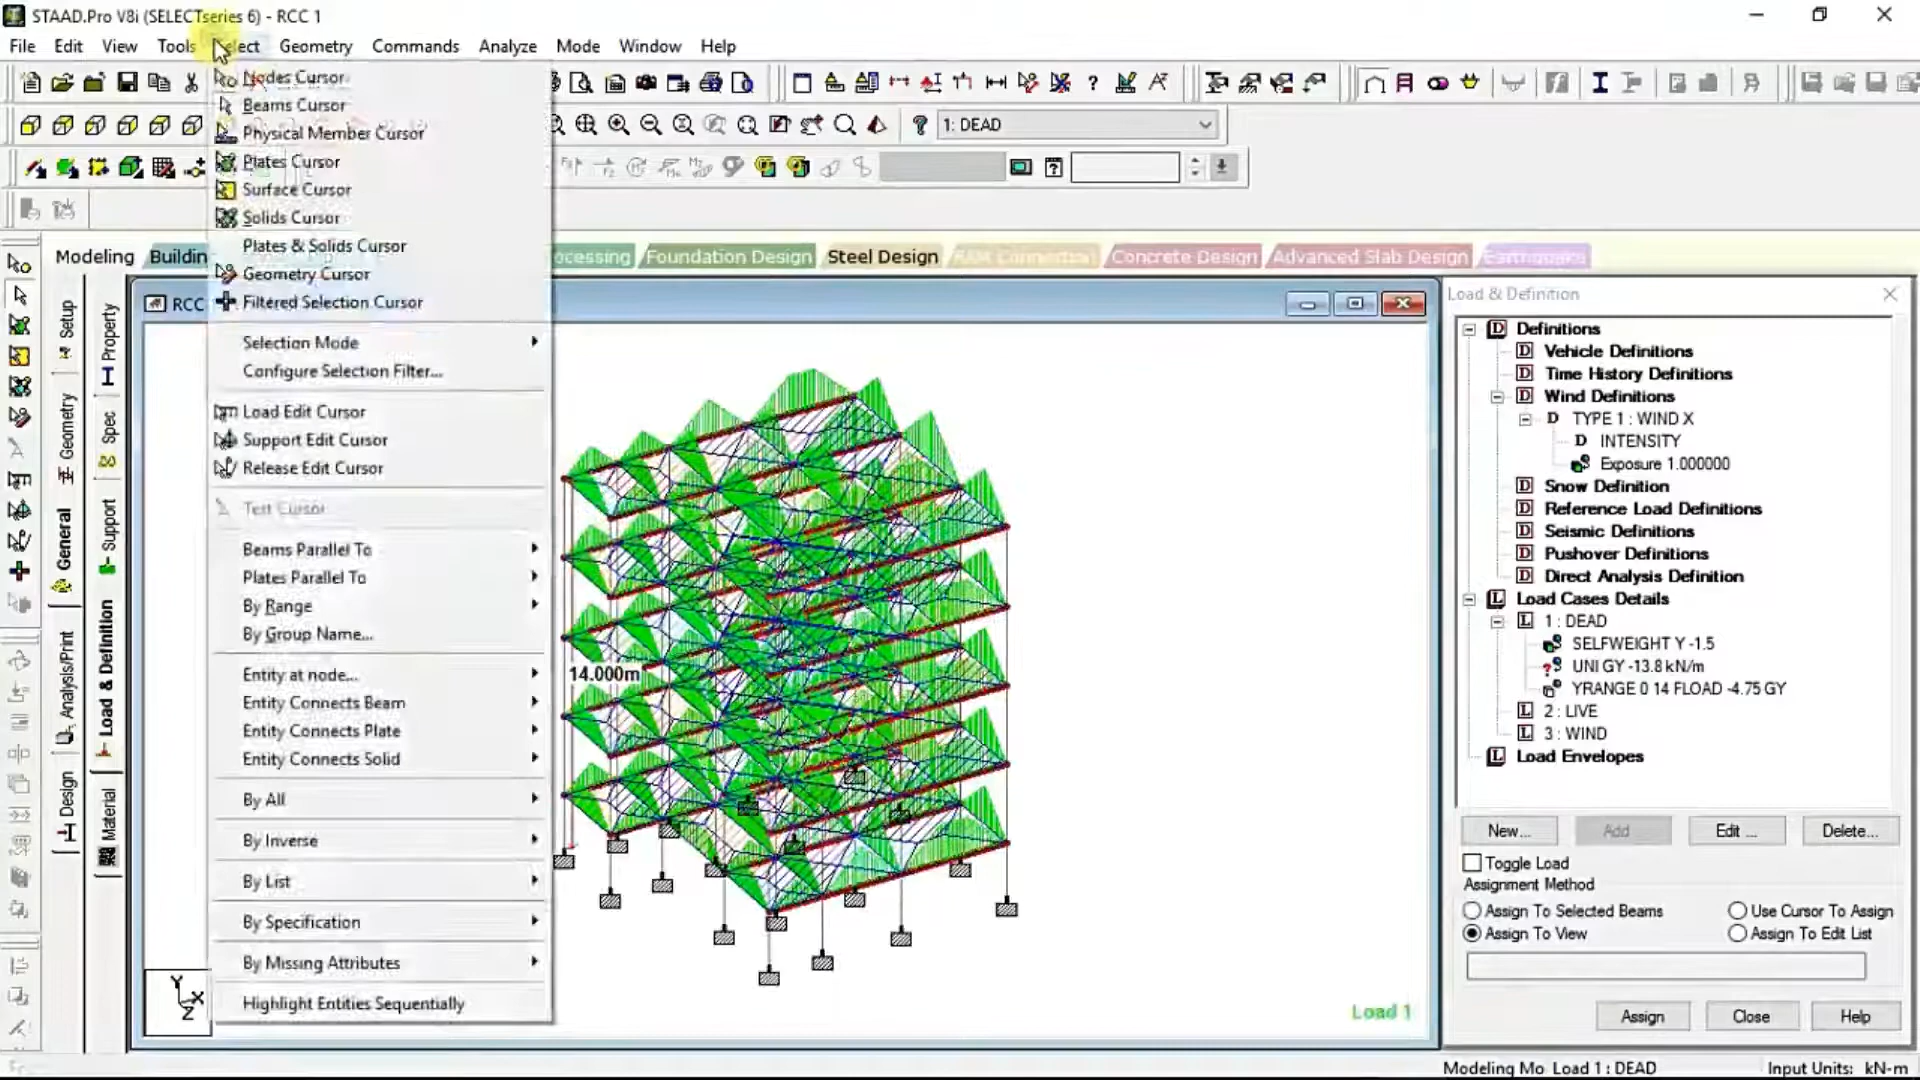 STAAD.Pro V8i (SELECTseries 6) - RCC 1
File Edit View Tools Select Geometry Commands Analyze Mode Window Help
Nodes Cursor
Beams Cursor
Physical Member Cursor
Plates Cursor
Surface Cursor
Solids Cursor
Plates & Solids Cursor
Geometry Cursor
Filtered Selection Cursor
Selection Mode
Configure Selection Filter...
Load Edit Cursor
Support Edit Cursor
Release Edit Cursor
Text Cursor
Beams Parallel To
Plates Parallel To
By Range
By Group Name...
Entity at node...
Entity Connects Beam
Entity Connects Plate
Entity Connects Solid
By All
By Inverse
By List
By Specification
By Missing Attributes
Highlight Entities Sequentially
1: DEAD
Modeling Buildin ocessing Foundation Design Steel Design RAM Connection Concrete Design Advanced Slab Design Earthquake
Setup
Geometry
General
Analysis/Print
Design
Property
Spec
Support
Load & Definition
Material
RCC
14.000m
Y
X
Z
Load 1
Load & Definition
Definitions
Vehicle Definitions
Time History Definitions
Wind Definitions
TYPE 1 : WIND X
INTENSITY
Exposure 1.000000
Snow Definition
Reference Load Definitions
Seismic Definitions
Pushover Definitions
Direct Analysis Definition
Load Cases Details
1 : DEAD
SELFWEIGHT Y -1.5
UNI GY -13.8 kN/m
YRANGE 0 14 FLOAD -4.75 GY
2 : LIVE
3 : WIND
Load Envelopes
New... Add Edit ... Delete...
Toggle Load
Assignment Method
Assign To Selected Beams Use Cursor To Assign
Assign To View Assign To Edit List
Assign Close Help
Modeling Mo Load 1 : DEAD Input Units: kN-m